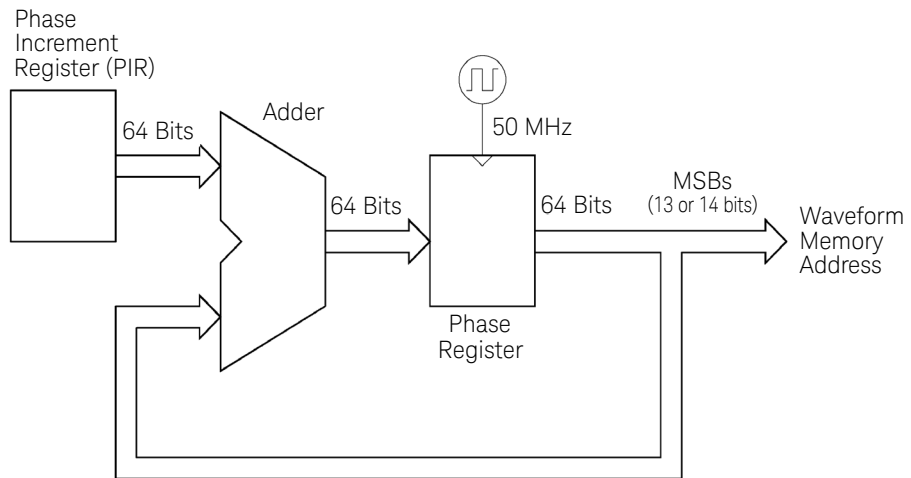 Phase
Increment
Register (PIR)
64 Bits
Adder
64 Bits
50 MHz
Phase
Register
64 Bits
MSBs
(13 or 14 bits)
Waveform
Memory
Address